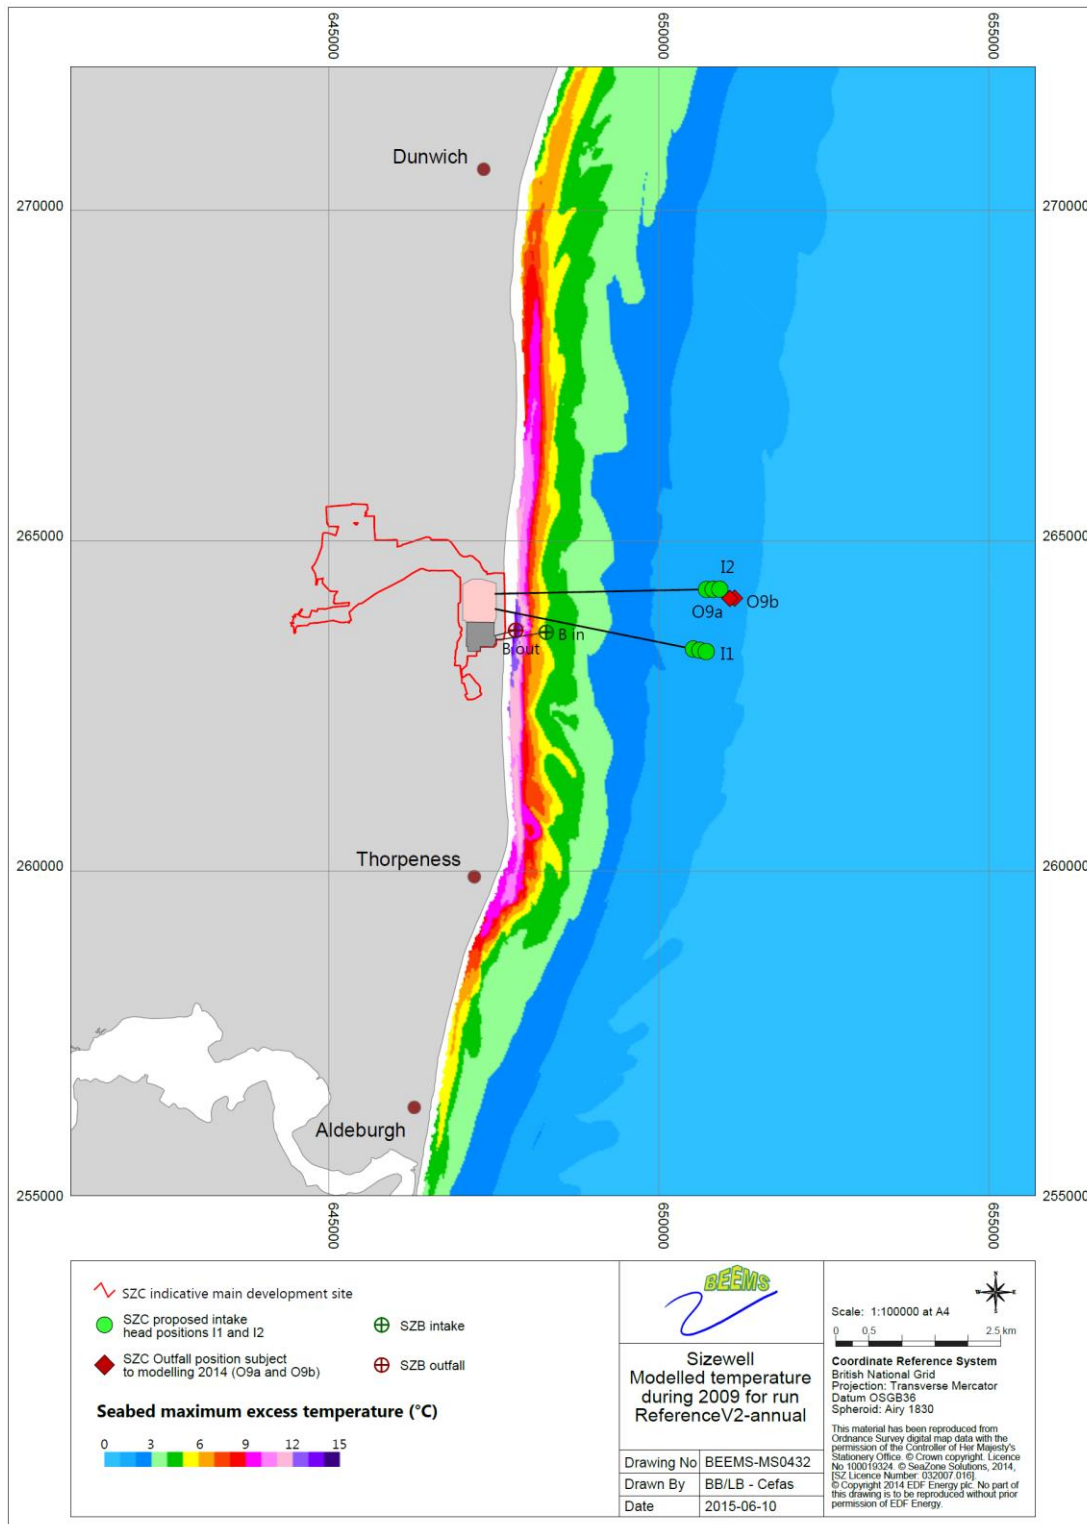 645000
650000
655000
Dunwich
270000
270000
265000
265000
I2
O9a
O9b
B out
B in
I1
260000
260000
Thorpeness
Aldeburgh
255000
255000
645000
650000
655000
SZC indicative main development site
SZC proposed intake
head positions I1 and I2
SZB intake
SZC Outfall position subject
to modelling 2014 (O9a and O9b)
SZB outfall
Seabed maximum excess temperature (°C)
0 3 6 9 12 15
BEEMS
Sizewell
Modelled temperature
during 2009 for run
ReferenceV2-annual
Drawing No BEEMS-MS0432
Drawn By BB/LB - Cefas
Date 2015-06-10
N
Scale: 1:100000 at A4
0 0.5 2.5 km
Coordinate Reference System
British National Grid
Projection: Transverse Mercator
Datum OSGB36
Spheroid: Airy 1830
This material has been reproduced from
Ordnance Survey digital map data with the
permission of the Controller of Her Majesty's
Stationery Office. © Crown copyright. Licence
No 100019324. © SeaZone Solutions, 2014,
[SZ Licence Number: 032007.016].
© Copyright 2014 EDF Energy plc. No part of
this drawing is to be reproduced without prior
permission of EDF Energy.